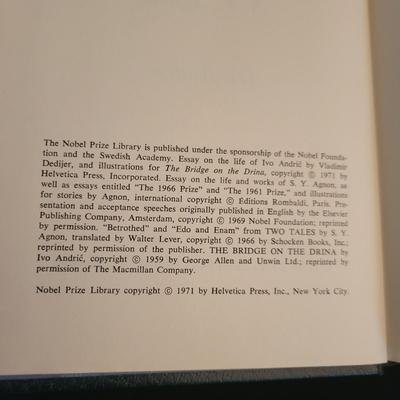 The Nobel Prize Library is published under the sponsorship of the Nobel Founda-
tion and the Swedish Academy. Essay on the life of Ivo Andrić by Vladimir
Dedijer, and illustrations for The Bridge on the Drina, copyright © 1971 by
Helvetica Press, Incorporated. Essay on the life and works of S. Y. Agnon, as
well as essays entitled "The 1966 Prize" and "The 1961 Prize," and illustrations
for stories by Agnon, international copyright © Editions Rombaldi, Paris. Pre-
sentation and acceptance speeches originally published in English by the Elsevier
Publishing Company, Amsterdam, copyright © 1969 Nobel Foundation; reprinted
by permission. "Betrothed" and "Edo and Enam" from TWO TALES by S. Y.
Agnon, translated by Walter Lever, copyright © 1966 by Schocken Books, Inc.;
reprinted by permission of the publisher. THE BRIDGE ON THE DRINA by
Ivo Andrić, copyright © 1959 by George Allen and Unwin Ltd.; reprinted by
permission of The Macmillan Company.
Nobel Prize Library copyright © 1971 by Helvetica Press, Inc., New York City.